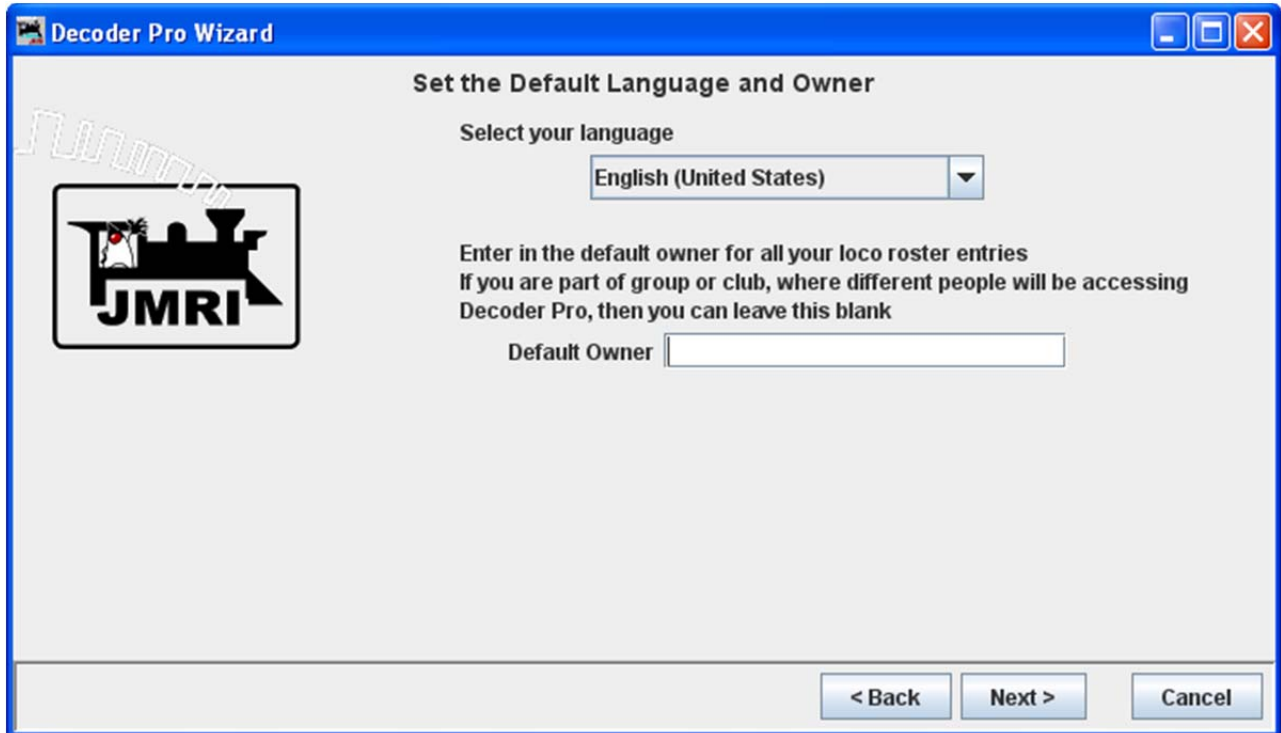 Decoder Pro Wizard
Set the Default Language and Owner
Select your language
English (United States)
JMRI
Enter in the default owner for all your loco roster entries
If you are part of group or club, where different people will be accessing
Decoder Pro, then you can leave this blank
Default Owner
< Back Next > Cancel